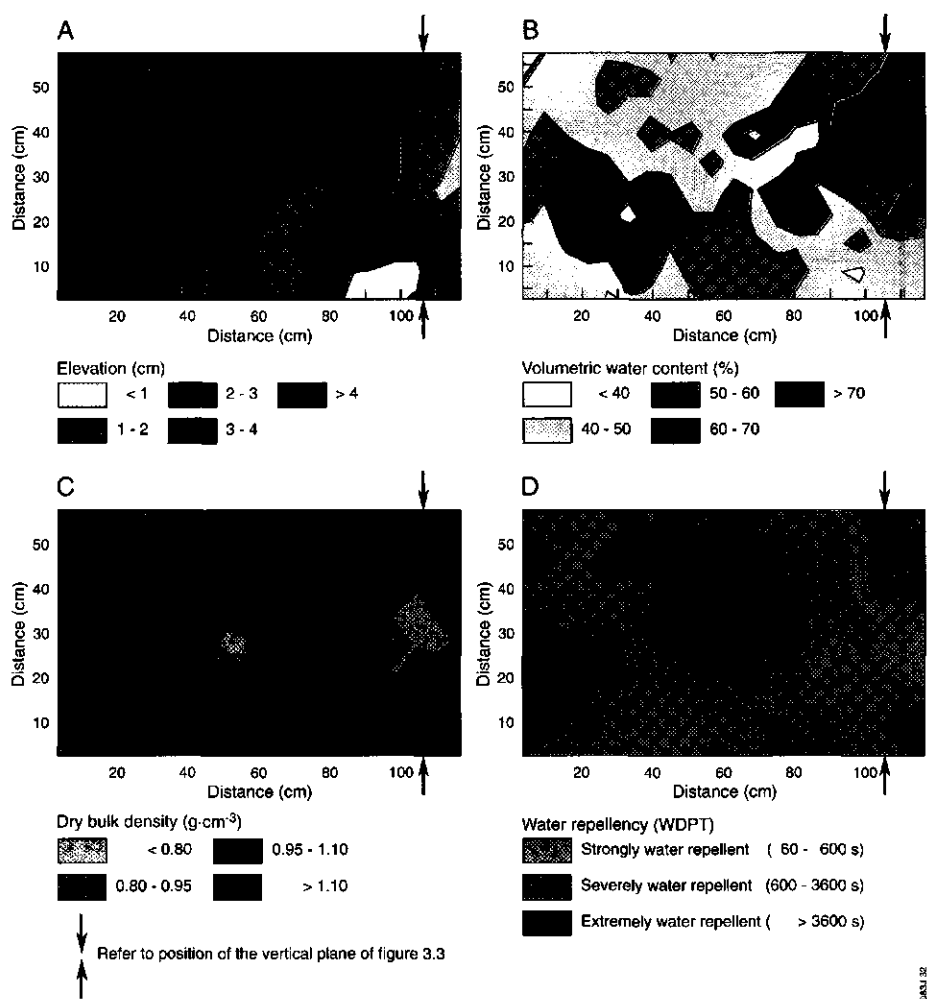 A
B
50
40
30
20
10
Distance (cm)
20 40 60 80 100
Distance (cm)
50
40
30
20
10
Distance (cm)
20 40 60 80 100
Distance (cm)
Elevation (cm)
< 1 2 - 3 > 4
1 - 2 3 - 4
Volumetric water content (%)
< 40 50 - 60 > 70
40 - 50 60 - 70
C
D
50
40
30
20
10
Distance (cm)
20 40 60 80 100
Distance (cm)
50
40
30
20
10
Distance (cm)
20 40 60 80 100
Distance (cm)
Dry bulk density (g·cm⁻³)
< 0.80 0.95 - 1.10
0.80 - 0.95 > 1.10
Water repellency (WDPT)
Strongly water repellent ( 60 - 600 s)
Severely water repellent (600 - 3600 s)
Extremely water repellent ( > 3600 s)
Refer to position of the vertical plane of figure 3.3